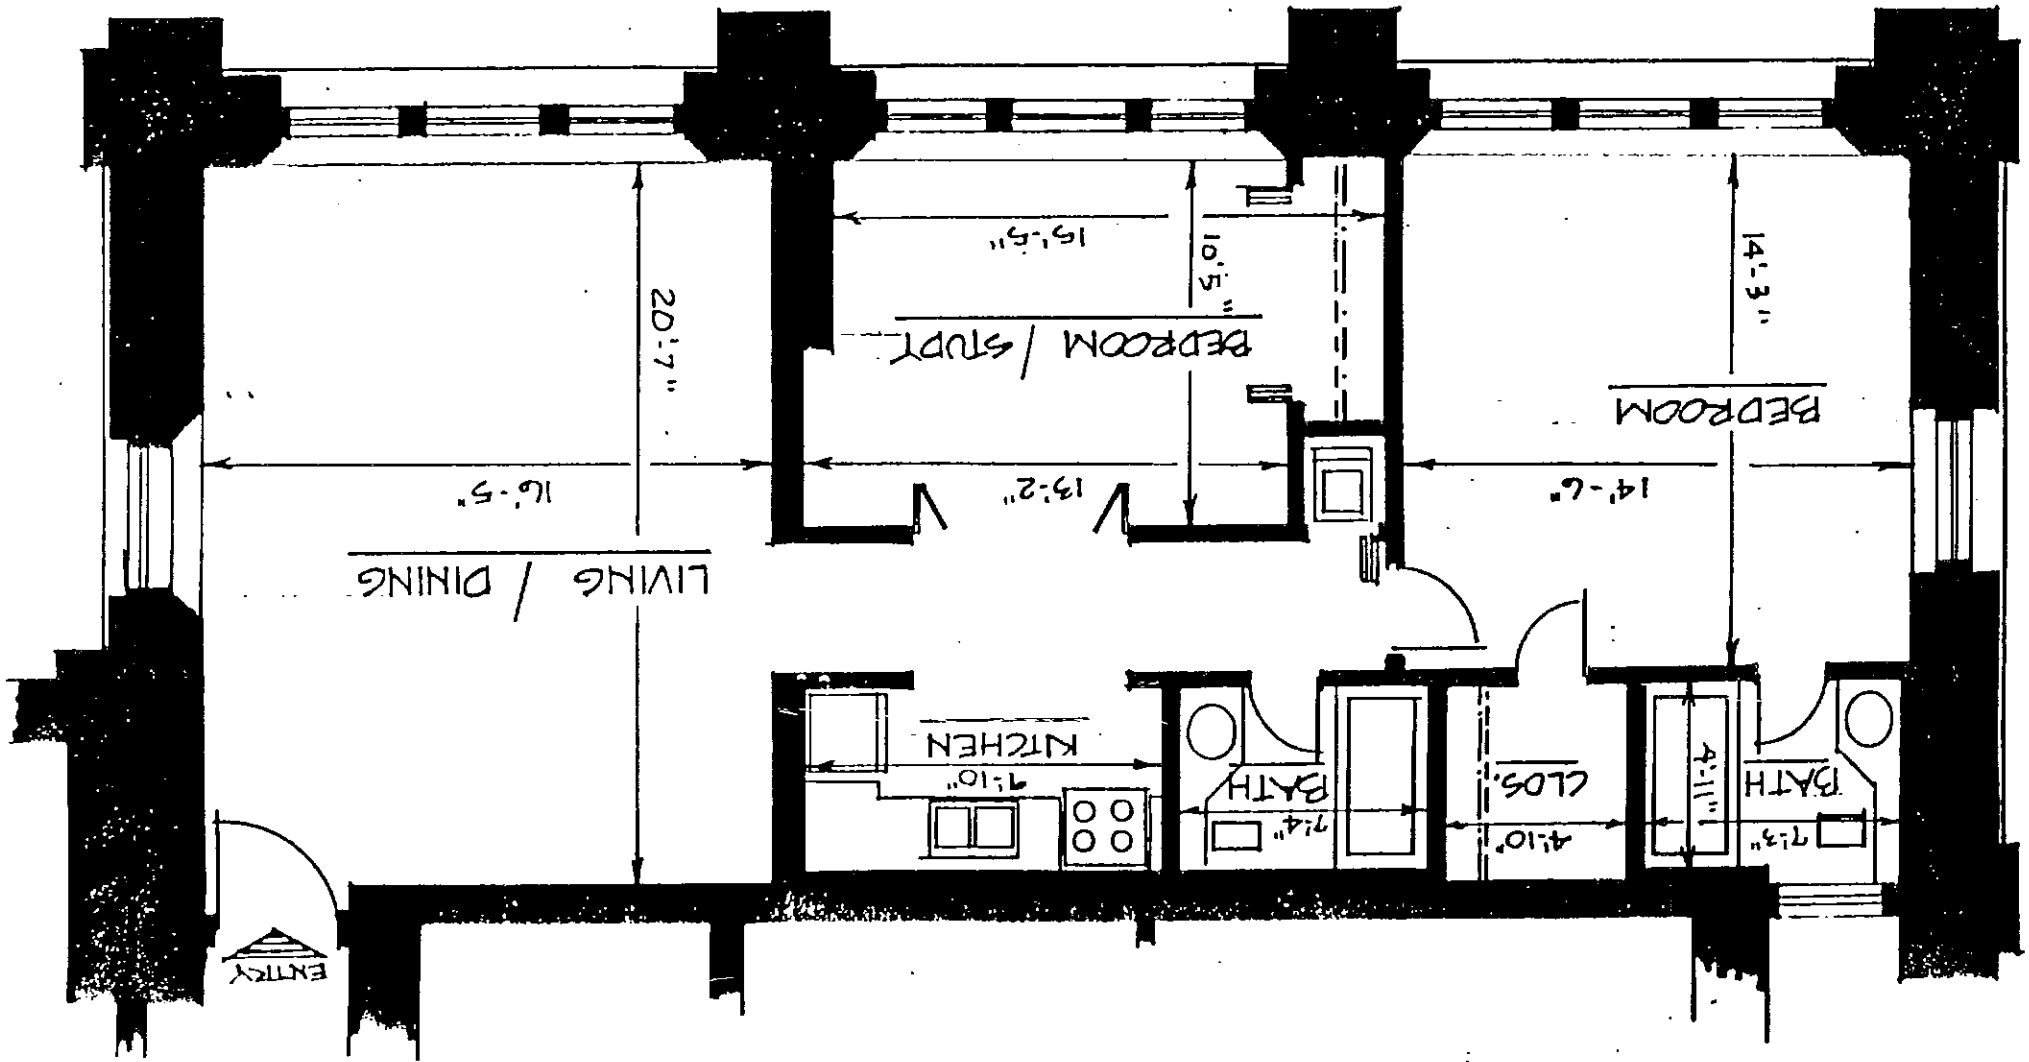 ENTRY
7'-3"
4'-10"
7'-4"
BATH
4'-11"
CLOS.
BATH
9'-10"
KITCHEN
LIVING / DINING
14'-6"
13'-2"
16'-5"
BEDROOM
BEDROOM / STUDY
20'-7"
14'-3"
10'5"
15'-5"